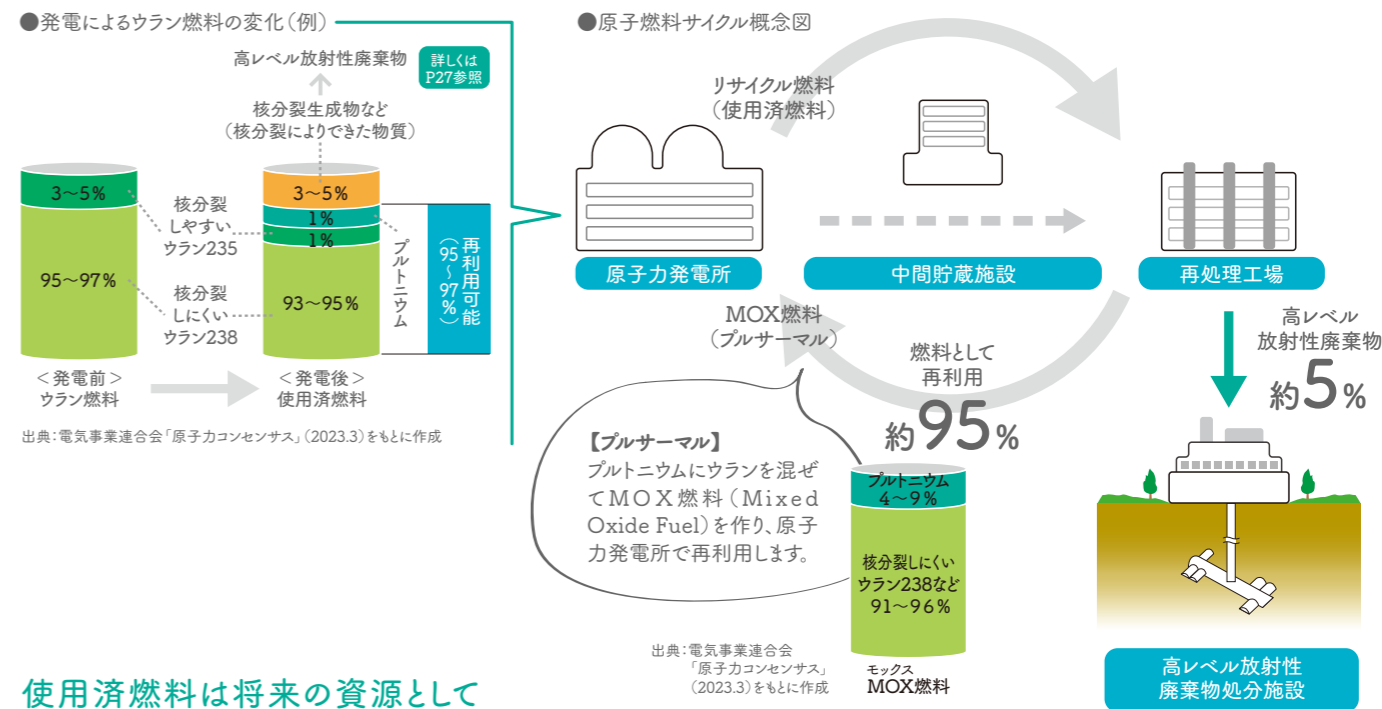 ●発電によるウラン燃料の変化(例)
高レベル放射性廃棄物
詳しくは
P27参照
核分裂生成物など
(核分裂によりできた物質)
3〜5%
95〜97%
核分裂
しやすい
ウラン235
核分裂
しにくい
ウラン238
3〜5%
1%
1%
93〜95%
プルトニウム
再利用可能
(95〜97%)
<発電前>
ウラン燃料
<発電後>
使用済燃料
出典:電気事業連合会「原子力コンセンサス」(2023.3)をもとに作成
●原子燃料サイクル概念図
リサイクル燃料
(使用済燃料)
原子力発電所
中間貯蔵施設
再処理工場
MOX燃料
(プルサーマル)
燃料として
再利用
約95%
高レベル
放射性廃棄物
約5%
【プルサーマル】
プルトニウムにウランを混ぜ
てMOX燃料(Mixed
Oxide Fuel)を作り、原子
力発電所で再利用します。
プルトニウム
4〜9%
核分裂しにくい
ウラン238など
91〜96%
出典:電気事業連合会
「原子力コンセンサス」
(2023.3)をもとに作成
モックス
MOX燃料
高レベル放射性
廃棄物処分施設
使用済燃料は将来の資源として